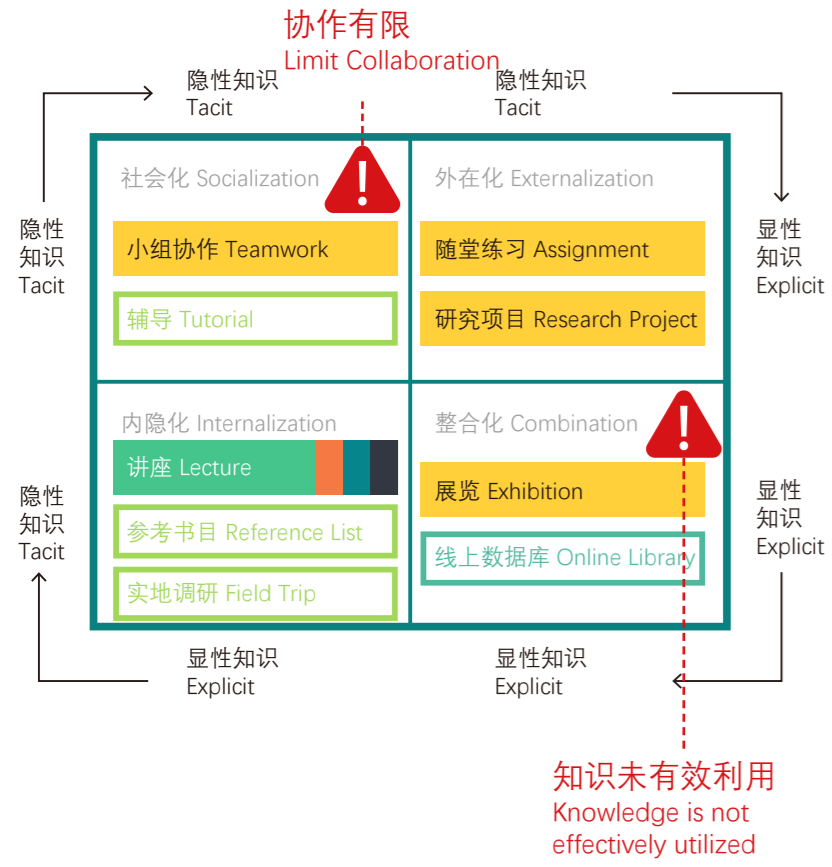 协作有限
Limit Collaboration
隐性知识
Tacit
隐性知识
Tacit
社会化 Socialization
外在化 Externalization
隐性
知识
Tacit
小组协作 Teamwork
辅导 Tutorial
随堂练习 Assignment
研究项目 Research Project
显性
知识
Explicit
内隐化 Internalization
整合化 Combination
隐性
知识
Tacit
讲座 Lecture
参考书目 Reference List
实地调研 Field Trip
展览 Exhibition
线上数据库 Online Library
显性
知识
Explicit
显性知识
Explicit
显性知识
Explicit
知识未有效利用
Knowledge is not
effectively utilized